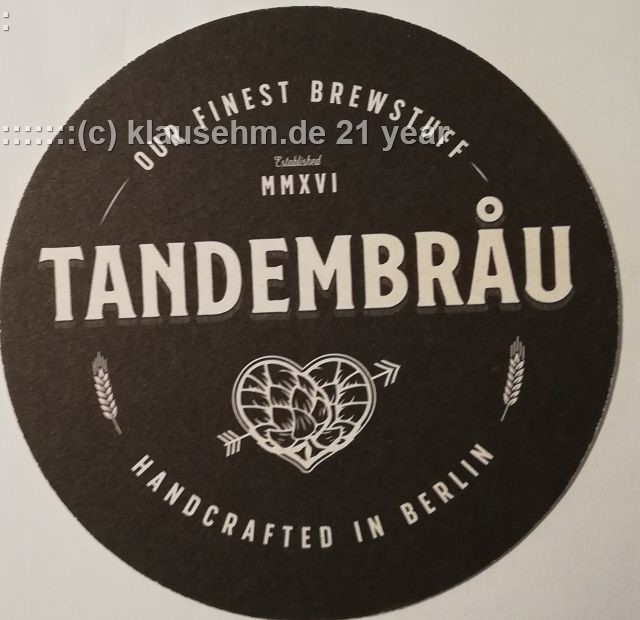 :
OUR FINEST BREWSTUFF
:::::::(c) klausehm.de 21 year
Established
MMXVI
TANDEMBRÅU
HANDCRAFTED IN BERLIN